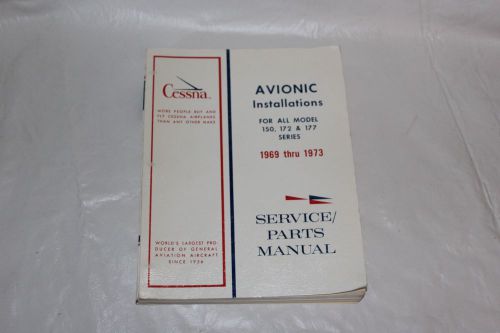 Cessna
MORE PEOPLE BUY AND
FLY CESSNA AIRPLANES
THAN ANY OTHER MAKE
WORLD'S LARGEST PRO-
DUCER OF GENERAL
AVIATION AIRCRAFT
SINCE 1956
AVIONIC
Installations
FOR ALL MODEL
150, 172 & 177
SERIES
1969 thru 1973
SERVICE/
PARTS
MANUAL